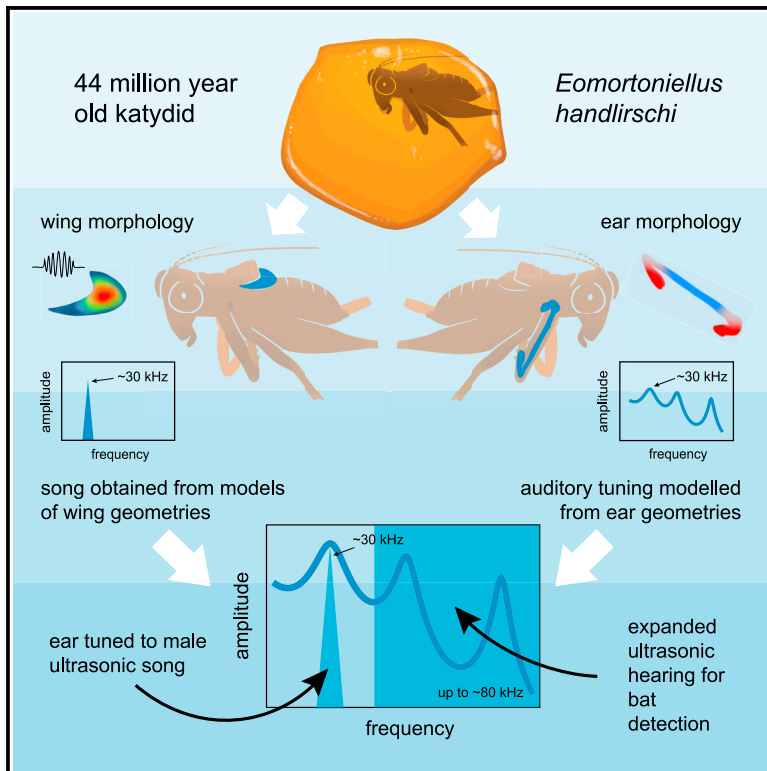 44 million year
old katydid
Eomortoniellus
handlirschi
wing morphology
ear morphology
~30 kHz
amplitude
frequency
~30 kHz
amplitude
frequency
song obtained from models
of wing geometries
auditory tuning modelled
from ear geometries
~30 kHz
amplitude
ear tuned to male
ultrasonic song
up to ~80 kHz
frequency
expanded
ultrasonic
hearing for
bat
detection